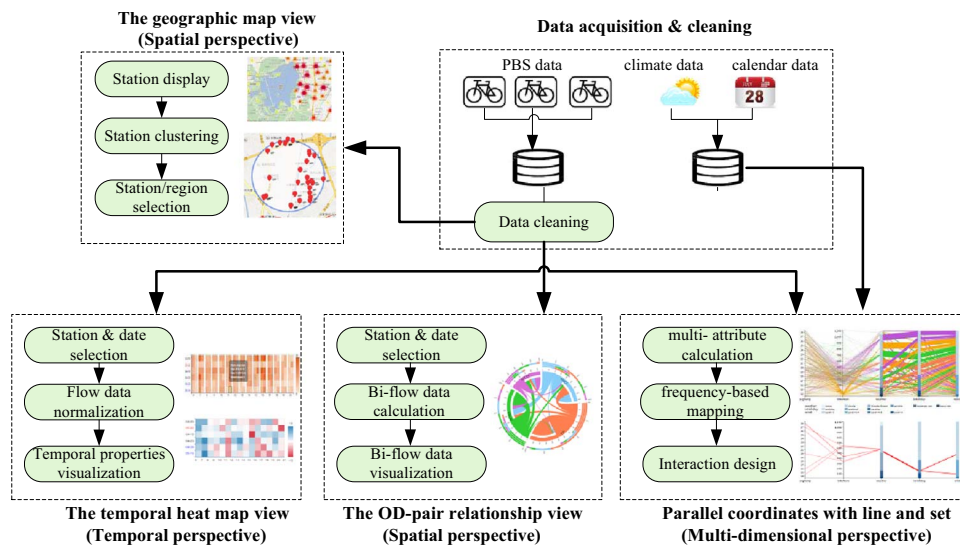 The geographic map view
(Spatial perspective)
Station display
Station clustering
Station/region
selection
Data acquisition & cleaning
PBS data
climate data
calendar data
28
Data cleaning
Station & date
selection
Flow data
normalization
Temporal properties
visualization
The temporal heat map view
(Temporal perspective)
Station & date
selection
Bi-flow data
calculation
Bi-flow data
visualization
The OD-pair relationship view
(Spatial perspective)
multi- attribute
calculation
frequency-based
mapping
Interaction design
Parallel coordinates with line and set
(Multi-dimensional perspective)